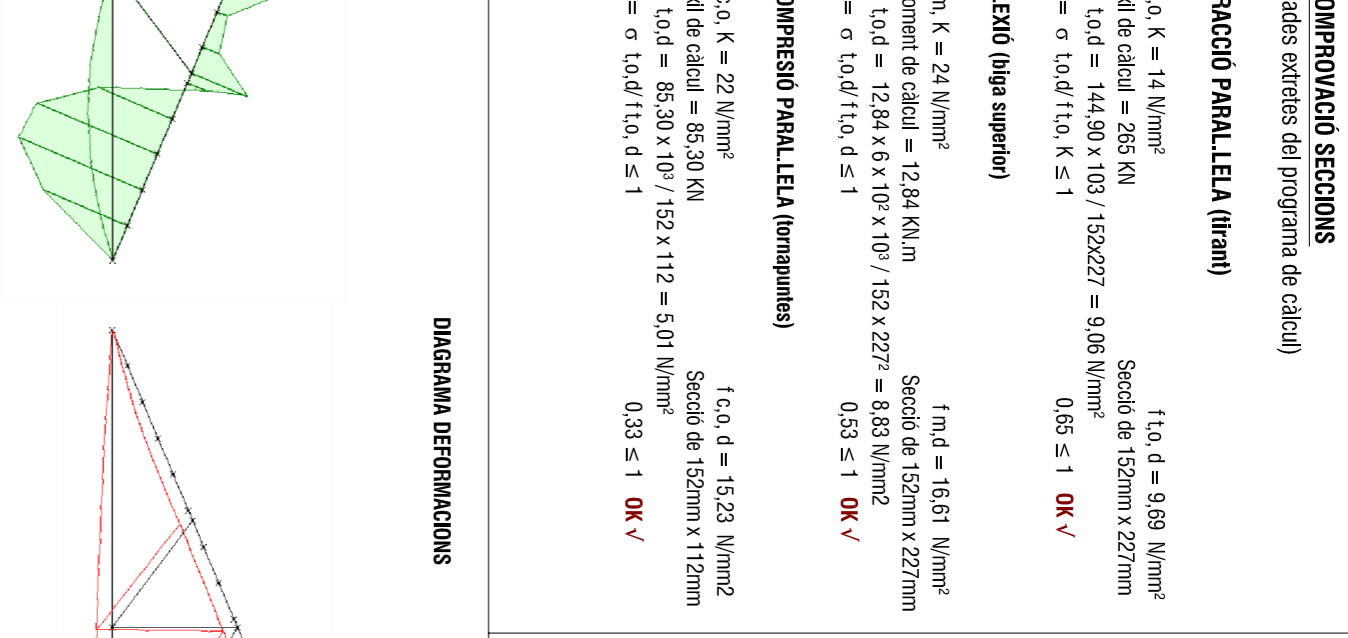 OMPROVACIÓ SECCIONS
ades extretes del programa de càlcul)
RACCIÓ PARAL.LELA (tirant)
,o, K = 14 N/mm² f t,o, d = 9,69 N/mm²
xil de càlcul = 265 KN Secció de 152mm x 227mm
t,o,d = 144,90 x 103 / 152x227 = 9,06 N/mm²
= σ t,o,d/ f t,o, K ≤ 1 0,65 ≤ 1 OK √
LEXIÓ (biga superior)
m, K = 24 N/mm² f m,d = 16,61 N/mm²
oment de càlcul = 12,84 KN.m Secció de 152mm x 227mm
t,o,d = 12,84 x 6 x 10² x 10³ / 152 x 227² = 8,83 N/mm2
= σ t,o,d/ f t,o, d ≤ 1 0,53 ≤ 1 OK √
OMPRESIÓ PARAL.LELA (tornapuntes)
c,o, K = 22 N/mm² f c,o, d = 15,23 N/mm2
xil de càlcul = 85,30 KN Secció de 152mm x 112mm
t,o,d = 85,30 x 10³ / 152 x 112 = 5,01 N/mm²
= σ t,o,d/ f t,o, d ≤ 1 0,33 ≤ 1 OK √
DIAGRAMA DEFORMACIONS